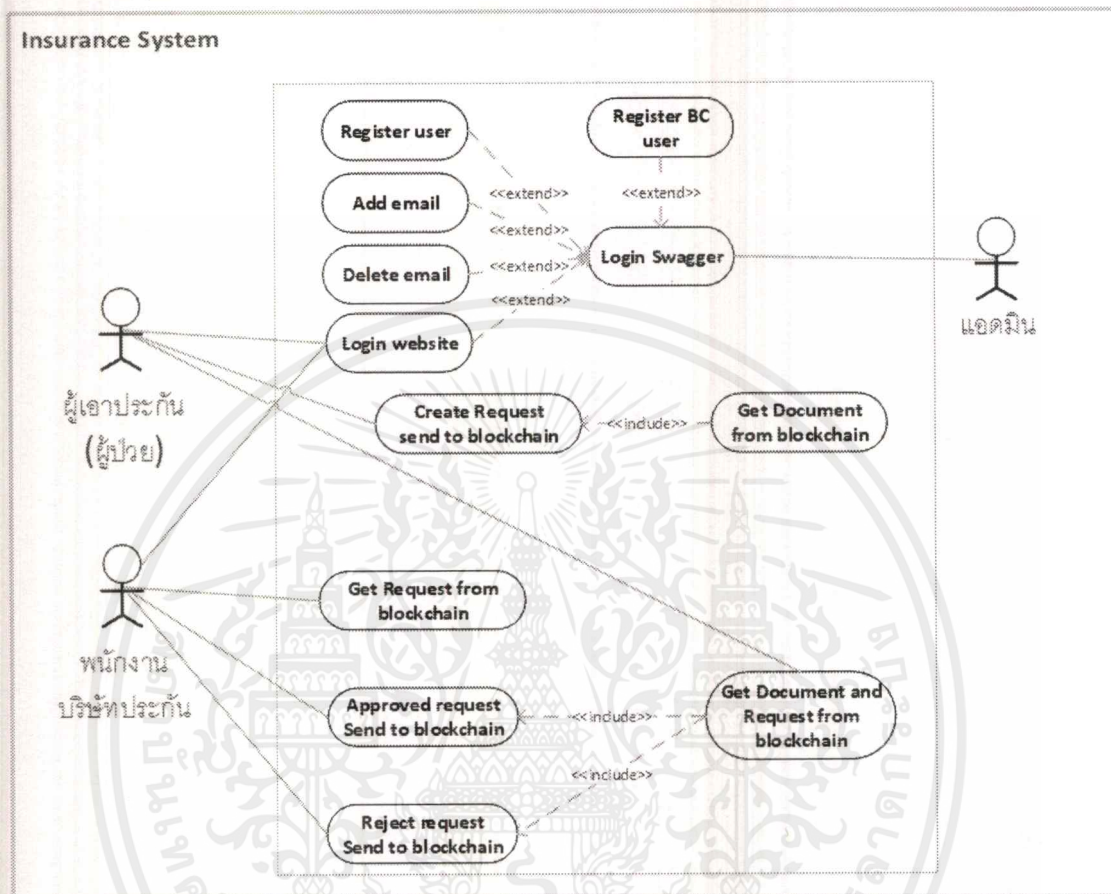 Insurance System
Register user
Register BC
user
<<extend>>
<<extend>>
Add email
<<extend>>
Login Swagger
Delete email
<<extend>>
<<extend>>
Login website
แอดมิน
ผู้เอาประกัน
(ผู้ป่วย)
Create Request
send to blockchain
<<include>>
Get Document
from blockchain
Get Request from
blockchain
พนักงาน
บริษัทประกัน
Approved request
Send to blockchain
<<include>>
Get Document and
Request from
blockchain
<<include>>
Reject request
Send to blockchain